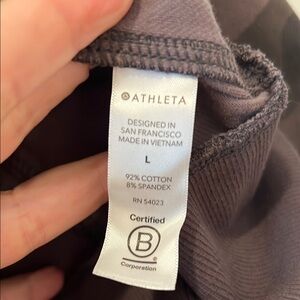 ATHLETA
DESIGNED IN
SAN FRANCISCO
MADE IN VIETNAM
L
92% COTTON
8% SPANDEX
RN 54023
Certified
B
Corporation